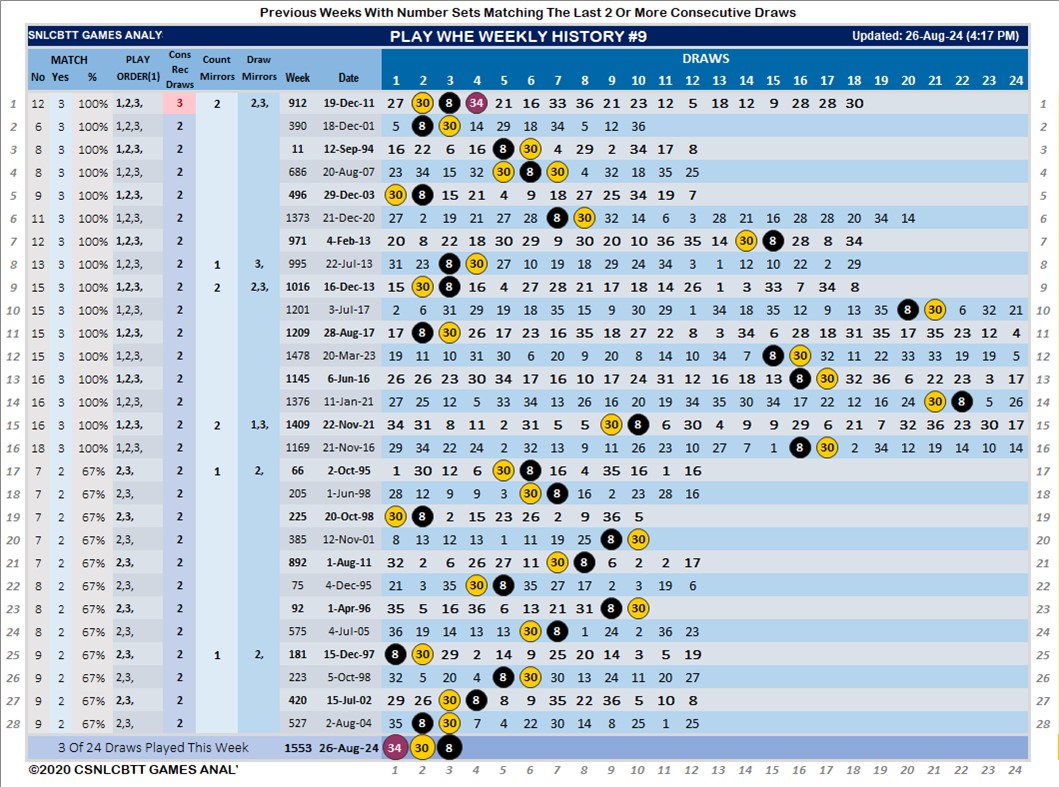 Previous Weeks With Number Sets Matching The Last 2 Or More Consecutive Draws
SNLCBTT GAMES ANALY PLAY WHE WEEKLY HISTORY #9 Updated: 26-Aug-24 (4:17 PM)
MATCH PLAY Cons Count Draw DRAWS
No Yes % ORDER(1) Rec Draws Mirrors Mirrors Week Date 1 2 3 4 5 6 7 8 9 10 11 12 13 14 15 16 17 18 19 20 21 22 23 24
1 12 3 100% 1,2,3, 3 2 2,3, 912 19-Dec-11 27 30 8 34 21 16 33 36 21 23 12 5 18 12 9 28 28 30 1
2 6 3 100% 1,2,3, 2 390 18-Dec-01 5 8 30 14 29 18 34 5 12 36 2
3 8 3 100% 1,2,3, 2 11 12-Sep-94 16 22 6 16 8 30 4 29 2 34 17 8 3
4 8 3 100% 1,2,3, 2 686 20-Aug-07 23 34 15 32 30 8 30 4 32 18 35 25 4
5 9 3 100% 1,2,3, 2 496 29-Dec-03 30 8 15 21 4 9 18 27 25 34 19 7 5
6 11 3 100% 1,2,3, 2 1373 21-Dec-20 27 2 19 21 27 28 8 30 32 14 6 3 28 21 16 28 28 20 34 14 6
7 12 3 100% 1,2,3, 2 971 4-Feb-13 20 8 22 18 30 29 9 30 20 10 36 35 14 30 8 28 8 34 7
8 13 3 100% 1,2,3, 2 1 3, 995 22-Jul-13 31 23 8 30 27 10 19 18 29 24 34 3 1 12 10 22 2 29 8
9 15 3 100% 1,2,3, 2 2 2,3, 1016 16-Dec-13 15 30 8 16 4 27 28 21 17 18 14 26 1 3 33 7 34 8 9
10 15 3 100% 1,2,3, 2 1201 3-Jul-17 2 6 31 29 19 18 35 15 9 30 29 1 34 18 35 12 9 13 35 8 30 6 32 21 10
11 15 3 100% 1,2,3, 2 1209 28-Aug-17 17 8 30 26 17 23 16 35 18 27 22 8 3 34 6 28 18 31 35 17 35 23 12 4 11
12 15 3 100% 1,2,3, 2 1478 20-Mar-23 19 11 10 31 30 6 20 9 20 8 14 10 34 7 8 30 32 11 22 33 33 19 19 5 12
13 16 3 100% 1,2,3, 2 1145 6-Jun-16 26 26 23 30 34 17 16 10 17 24 31 12 16 18 13 8 30 32 36 6 22 23 3 17 13
14 16 3 100% 1,2,3, 2 1376 11-Jan-21 27 25 12 5 33 34 13 26 16 20 19 34 35 30 34 17 22 12 16 24 30 8 5 26 14
15 16 3 100% 1,2,3, 2 2 1,3, 1409 22-Nov-21 34 31 8 11 2 31 5 5 30 8 6 30 4 9 9 29 6 21 7 32 36 23 30 17 15
16 18 3 100% 1,2,3, 2 1169 21-Nov-16 29 34 22 24 2 32 13 9 11 26 23 10 27 7 1 8 30 2 34 12 19 14 10 14 16
17 7 2 67% 2,3, 2 1 2, 66 2-Oct-95 1 30 12 6 30 8 16 4 35 16 1 16 17
18 7 2 67% 2,3, 2 205 1-Jun-98 28 12 9 9 3 30 8 16 2 23 28 16 18
19 7 2 67% 2,3, 2 225 20-Oct-98 30 8 2 15 23 26 2 9 36 5 19
20 7 2 67% 2,3, 2 385 12-Nov-01 8 13 12 13 1 11 19 25 8 30 20
21 7 2 67% 2,3, 2 892 1-Aug-11 32 2 6 26 27 11 30 8 6 2 2 17 21
22 8 2 67% 2,3, 2 75 4-Dec-95 21 3 35 30 8 35 27 17 2 3 19 6 22
23 8 2 67% 2,3, 2 92 1-Apr-96 35 5 16 36 6 13 21 31 8 30 23
24 8 2 67% 2,3, 2 575 4-Jul-05 36 19 14 13 13 30 8 1 24 2 36 23 24
25 9 2 67% 2,3, 2 1 2, 181 15-Dec-97 8 30 29 2 14 9 25 20 14 3 5 19 25
26 9 2 67% 2,3, 2 223 5-Oct-98 32 5 20 4 8 30 30 13 24 11 20 27 26
27 9 2 67% 2,3, 2 420 15-Jul-02 29 26 30 8 8 9 35 22 36 5 10 8 27
28 9 2 67% 2,3, 2 527 2-Aug-04 35 8 30 7 4 22 30 14 8 25 1 25 28
3 Of 24 Draws Played This Week 1553 26-Aug-24 34 30 8
©2020 CSNLCBTT GAMES ANAL' 1 2 3 4 5 6 7 8 9 10 11 12 13 14 15 16 17 18 19 20 21 22 23 24